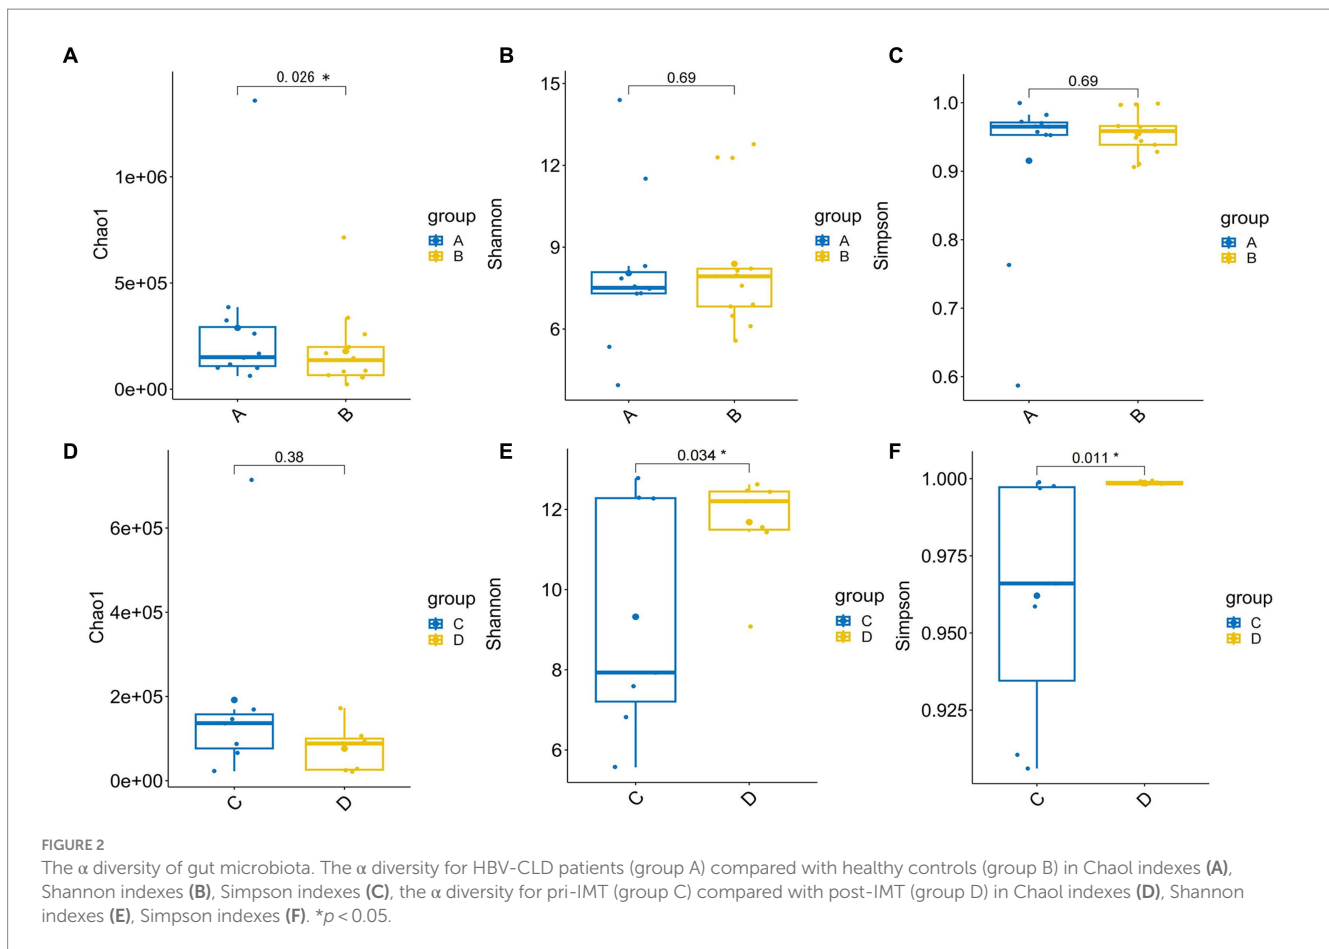 A
0.026 *
Chao1
1e+06
5e+05
0e+00
A
B
group
A
B
B
0.69
Shannon
15
12
9
6
A
B
group
A
B
C
0.69
Simpson
1.0
0.9
0.8
0.7
0.6
A
B
group
A
B
D
0.38
Chao1
6e+05
4e+05
2e+05
0e+00
C
D
group
C
D
E
0.034 *
Shannon
12
10
8
6
C
D
group
C
D
F
0.011 *
Simpson
1.000
0.975
0.950
0.925
C
D
group
C
D
FIGURE 2
The α diversity of gut microbiota. The α diversity for HBV-CLD patients (group A) compared with healthy controls (group B) in Chaol indexes (A),
Shannon indexes (B), Simpson indexes (C), the α diversity for pri-IMT (group C) compared with post-IMT (group D) in Chaol indexes (D), Shannon
indexes (E), Simpson indexes (F). *p < 0.05.